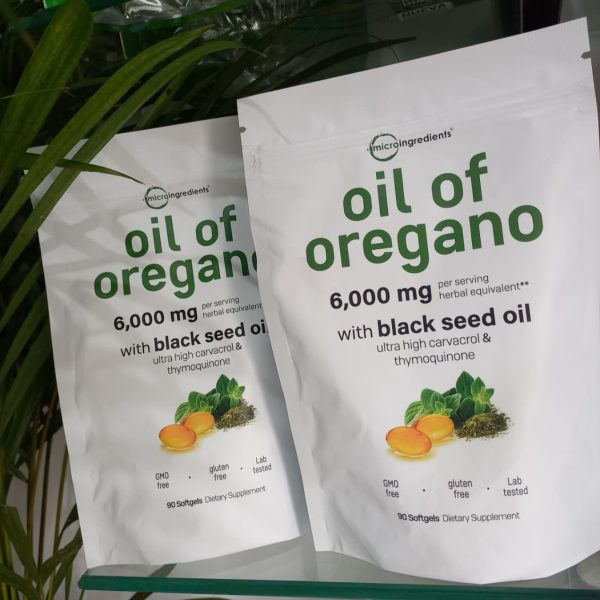 NUEVA
microingredients®
oil of
oregano
6,000 mg per serving
herbal equivalent**
with black seed oil
ultra high carvacrol &
thymoquinone
GMO free · gluten free · Lab tested
90 Softgels Dietary Supplement
microingredients®
oil of
oregano
6,000 mg per serving
herbal equivalent**
with black seed oil
ultra high carvacrol &
thymoquinone
GMO free · gluten free · Lab tested
90 Softgels Dietary Supplement